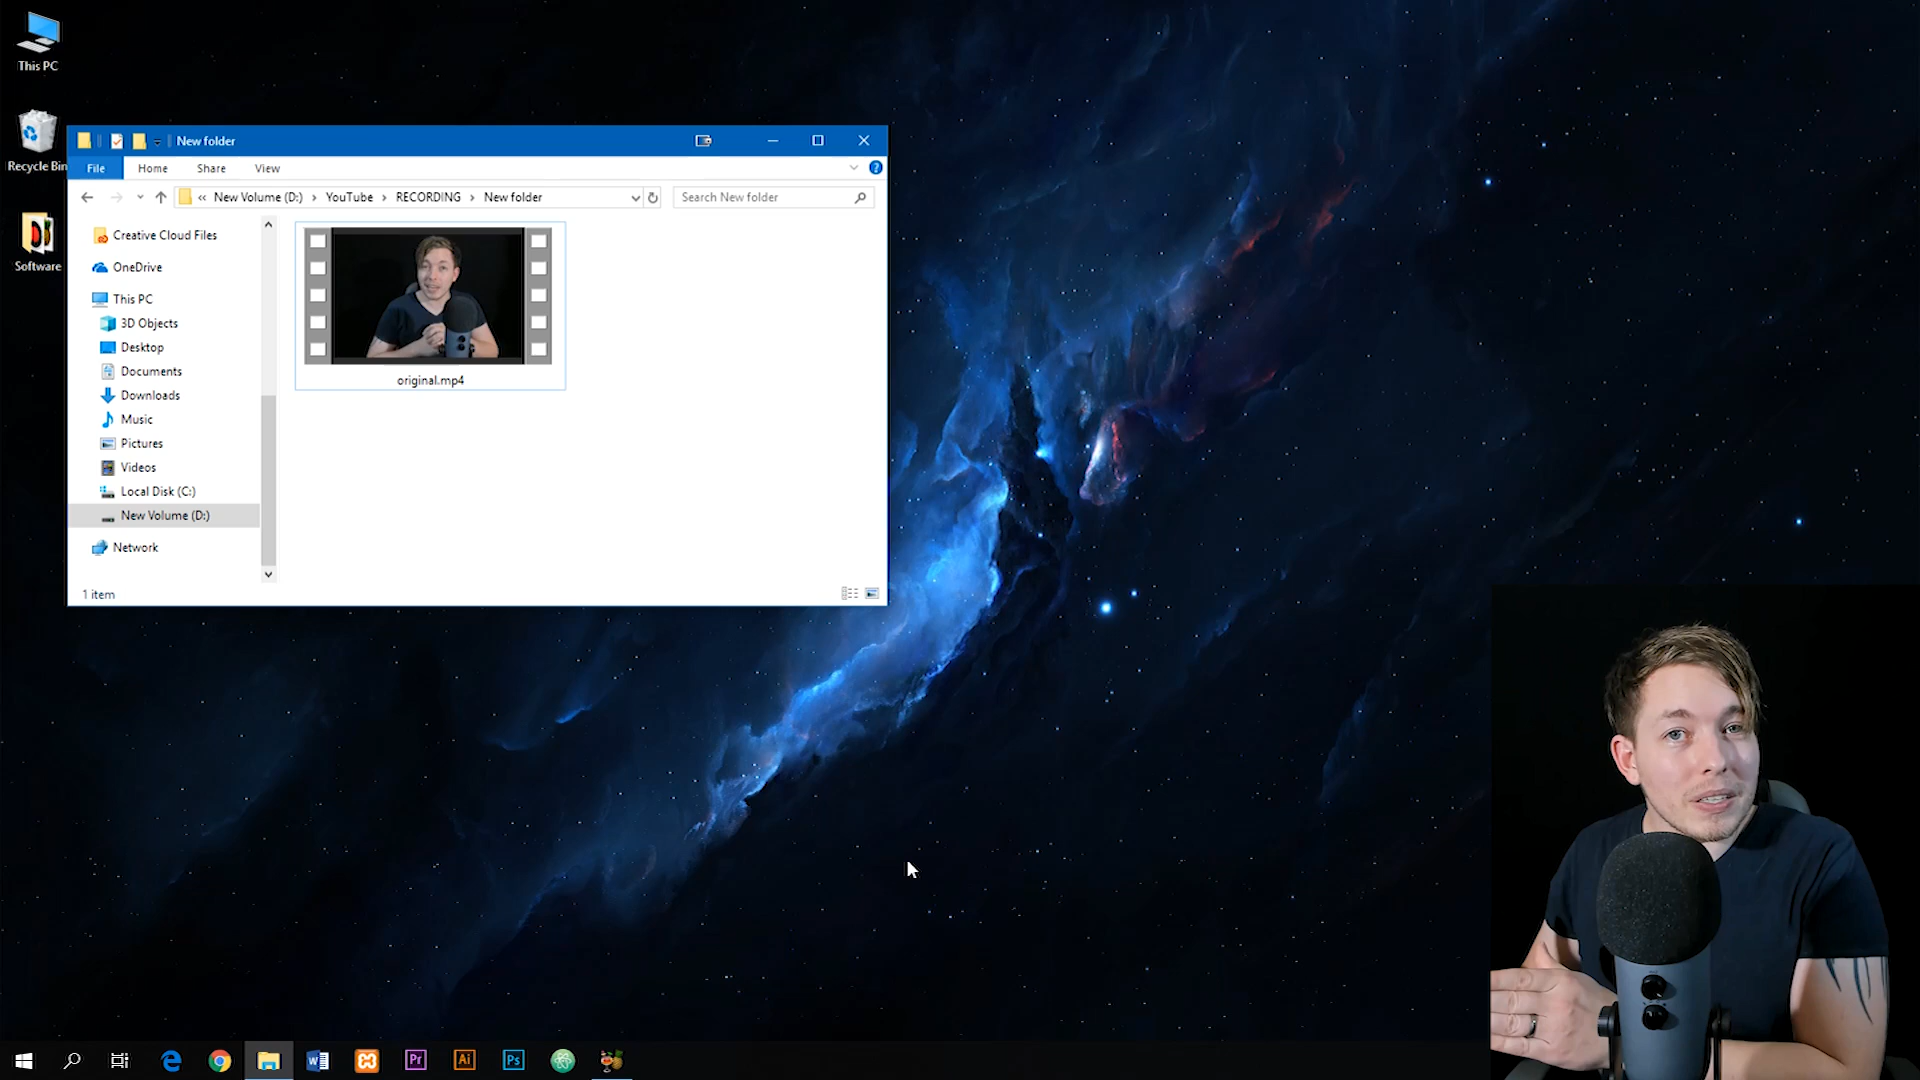 This PC
Recycle Bin
Software
New folder
File Home Share View
New Volume (D:) YouTube RECORDING New folder
Search New folder
Creative Cloud Files
OneDrive
This PC
3D Objects
Desktop
Documents
Downloads
Music
Pictures
Videos
Local Disk (C:)
New Volume (D:)
Network
original.mp4
1 item
Pr Ai Ps